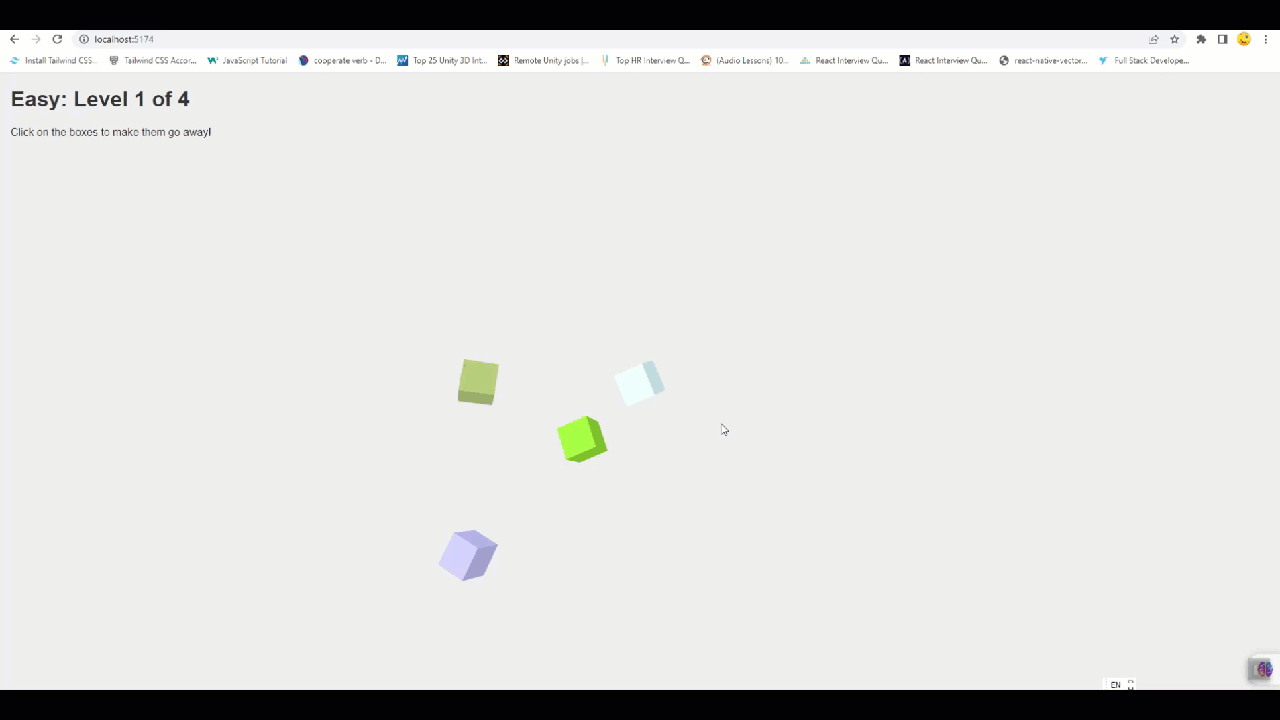 localhost:5174
Install Tailwind CSS... Tailwind CSS Accor... JavaScript Tutorial cooperate verb - D... Top 25 Unity 3D Int... Remote Unity jobs |... Top HR Interview Q... (Audio Lessons) 10... React Interview Qu... React Interview Qu... react-native-vector... Full Stack Develope...
Easy: Level 1 of 4
Click on the boxes to make them go away!
EN